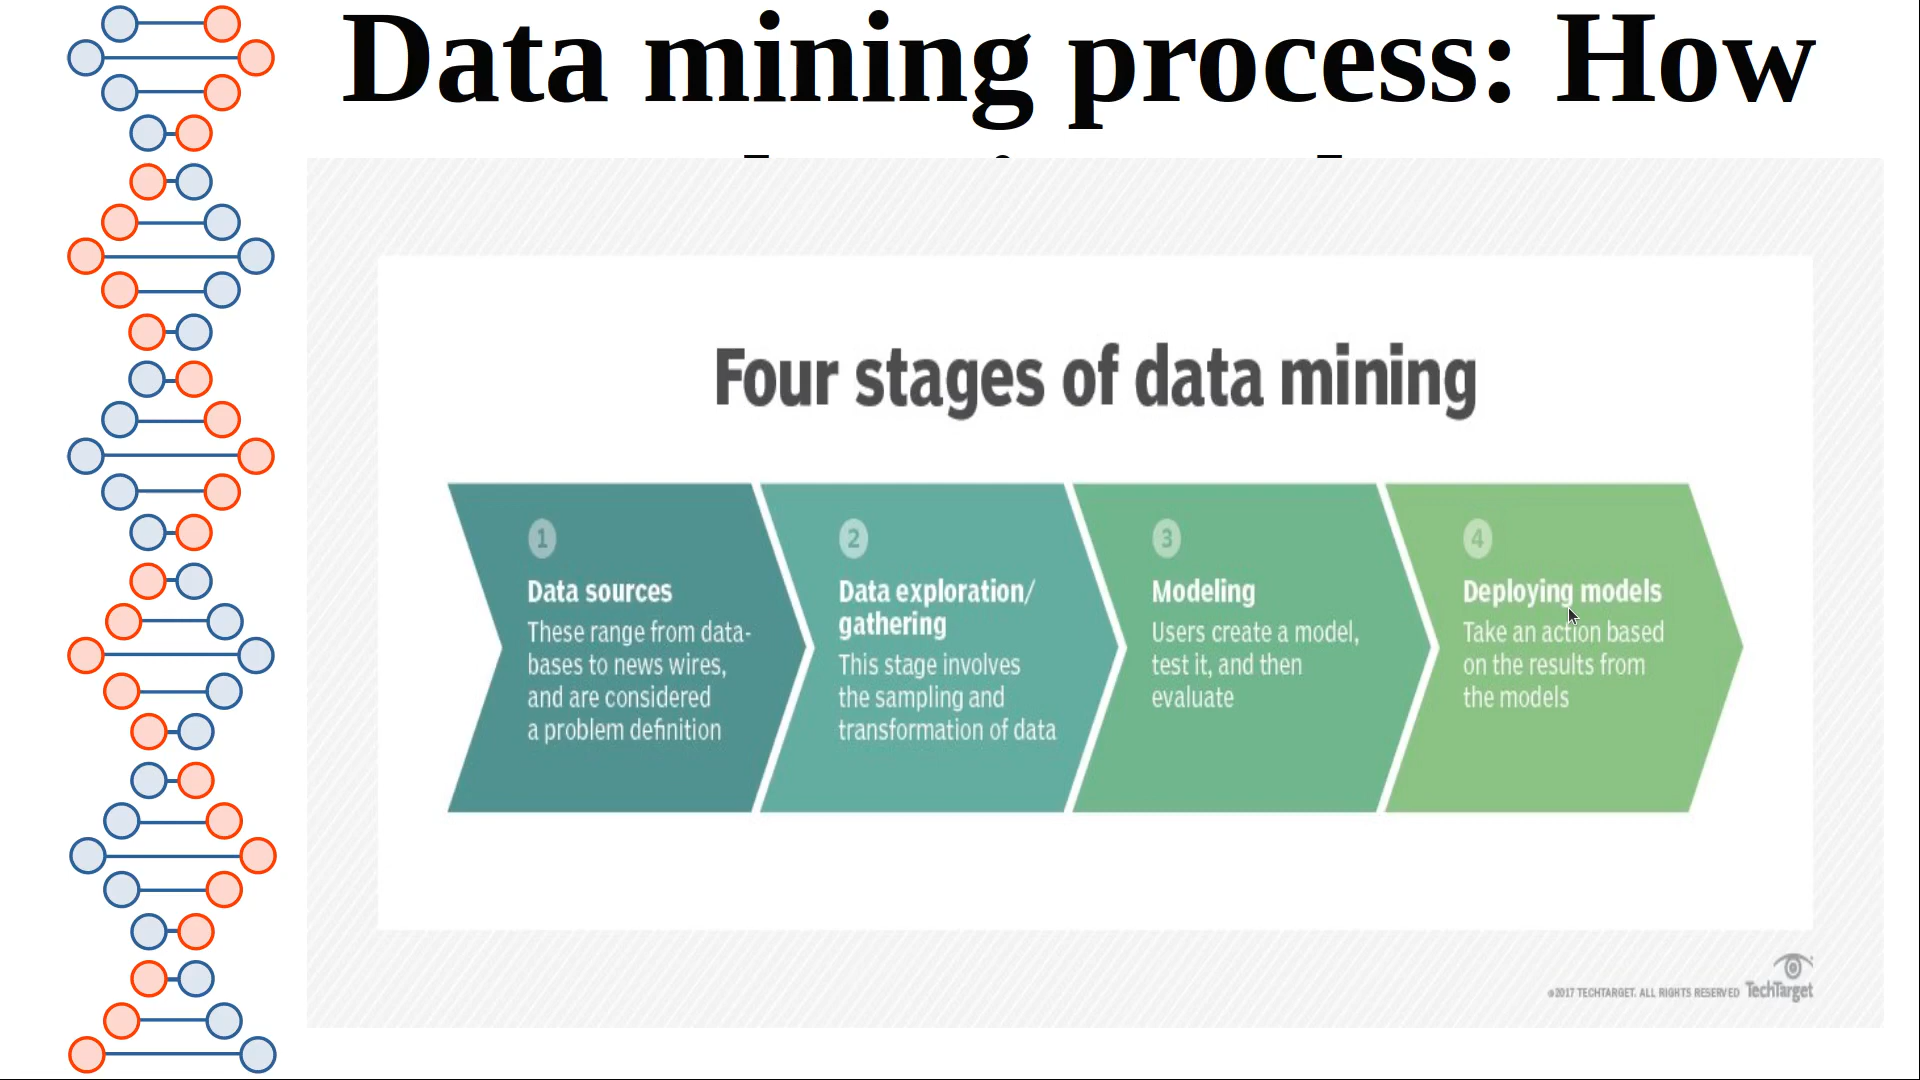 Data mining process: How
Four stages of data mining
1
Data sources
These range from data-
bases to news wires,
and are considered
a problem definition
2
Data exploration/
gathering
This stage involves
the sampling and
transformation of data
3
Modeling
Users create a model,
test it, and then
evaluate
4
Deploying models
Take an action based
on the results from
the models
©2017 TECHTARGET. ALL RIGHTS RESERVED TechTarget